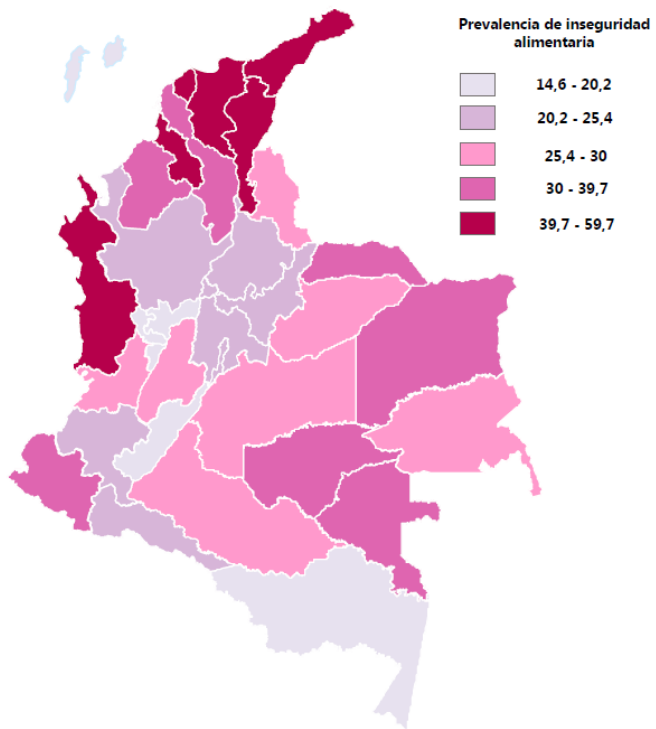 Prevalencia de inseguridad
alimentaria
14,6 - 20,2
20,2 - 25,4
25,4 - 30
30 - 39,7
39,7 - 59,7